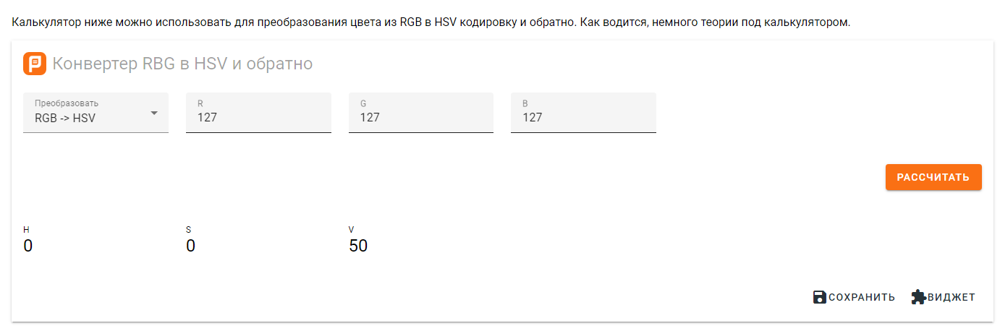 Калькулятор ниже можно использовать для преобразования цвета из RGB в HSV кодировку и обратно. Как водится, немного теории под калькулятором.
Конвертер RBG в HSV и обратно
Преобразовать
RGB -> HSV
R
127
G
127
B
127
РАССЧИТАТЬ
H
0
S
0
V
50
СОХРАНИТЬ
ВИДЖЕТ